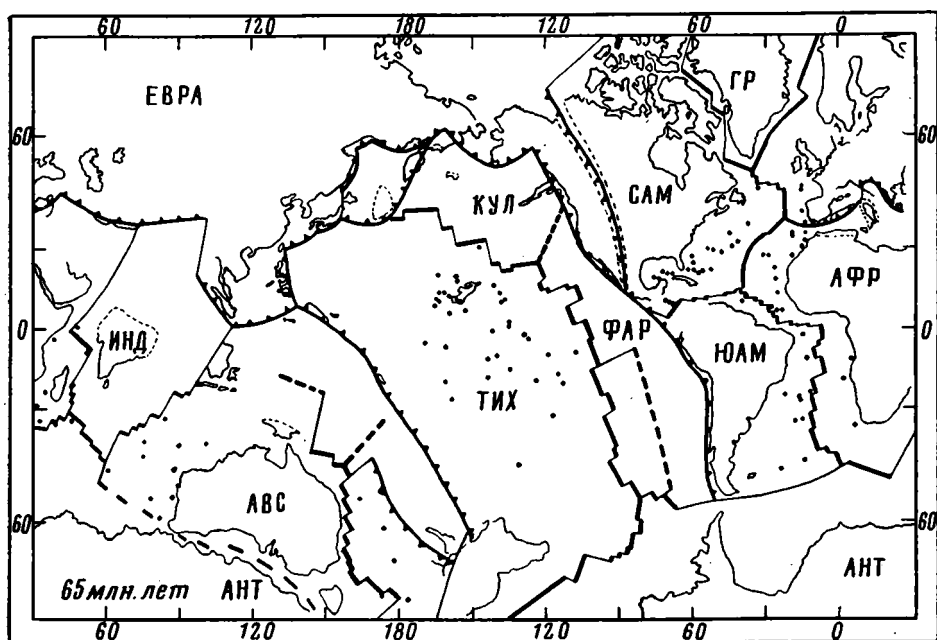 60 120 180 120 60 0
ГР
ЕВРА
60 60
САМ
КУЛ
АФР
0 ИНД ФАР ЮАМ 0
ТИХ
АВС
60 60
65 млн. лет АНТ АНТ
60 120 180 120 60 0